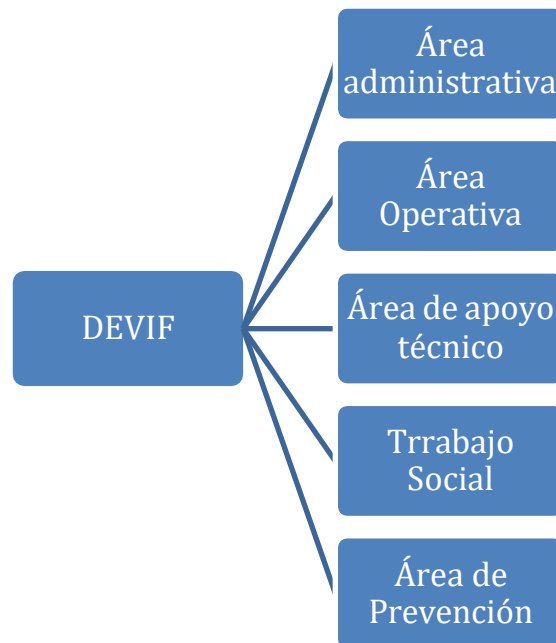 DEVIF
Área
administrativa
Área
Operativa
Área de apoyo
técnico
Trrabajo
Social
Área de
Prevención